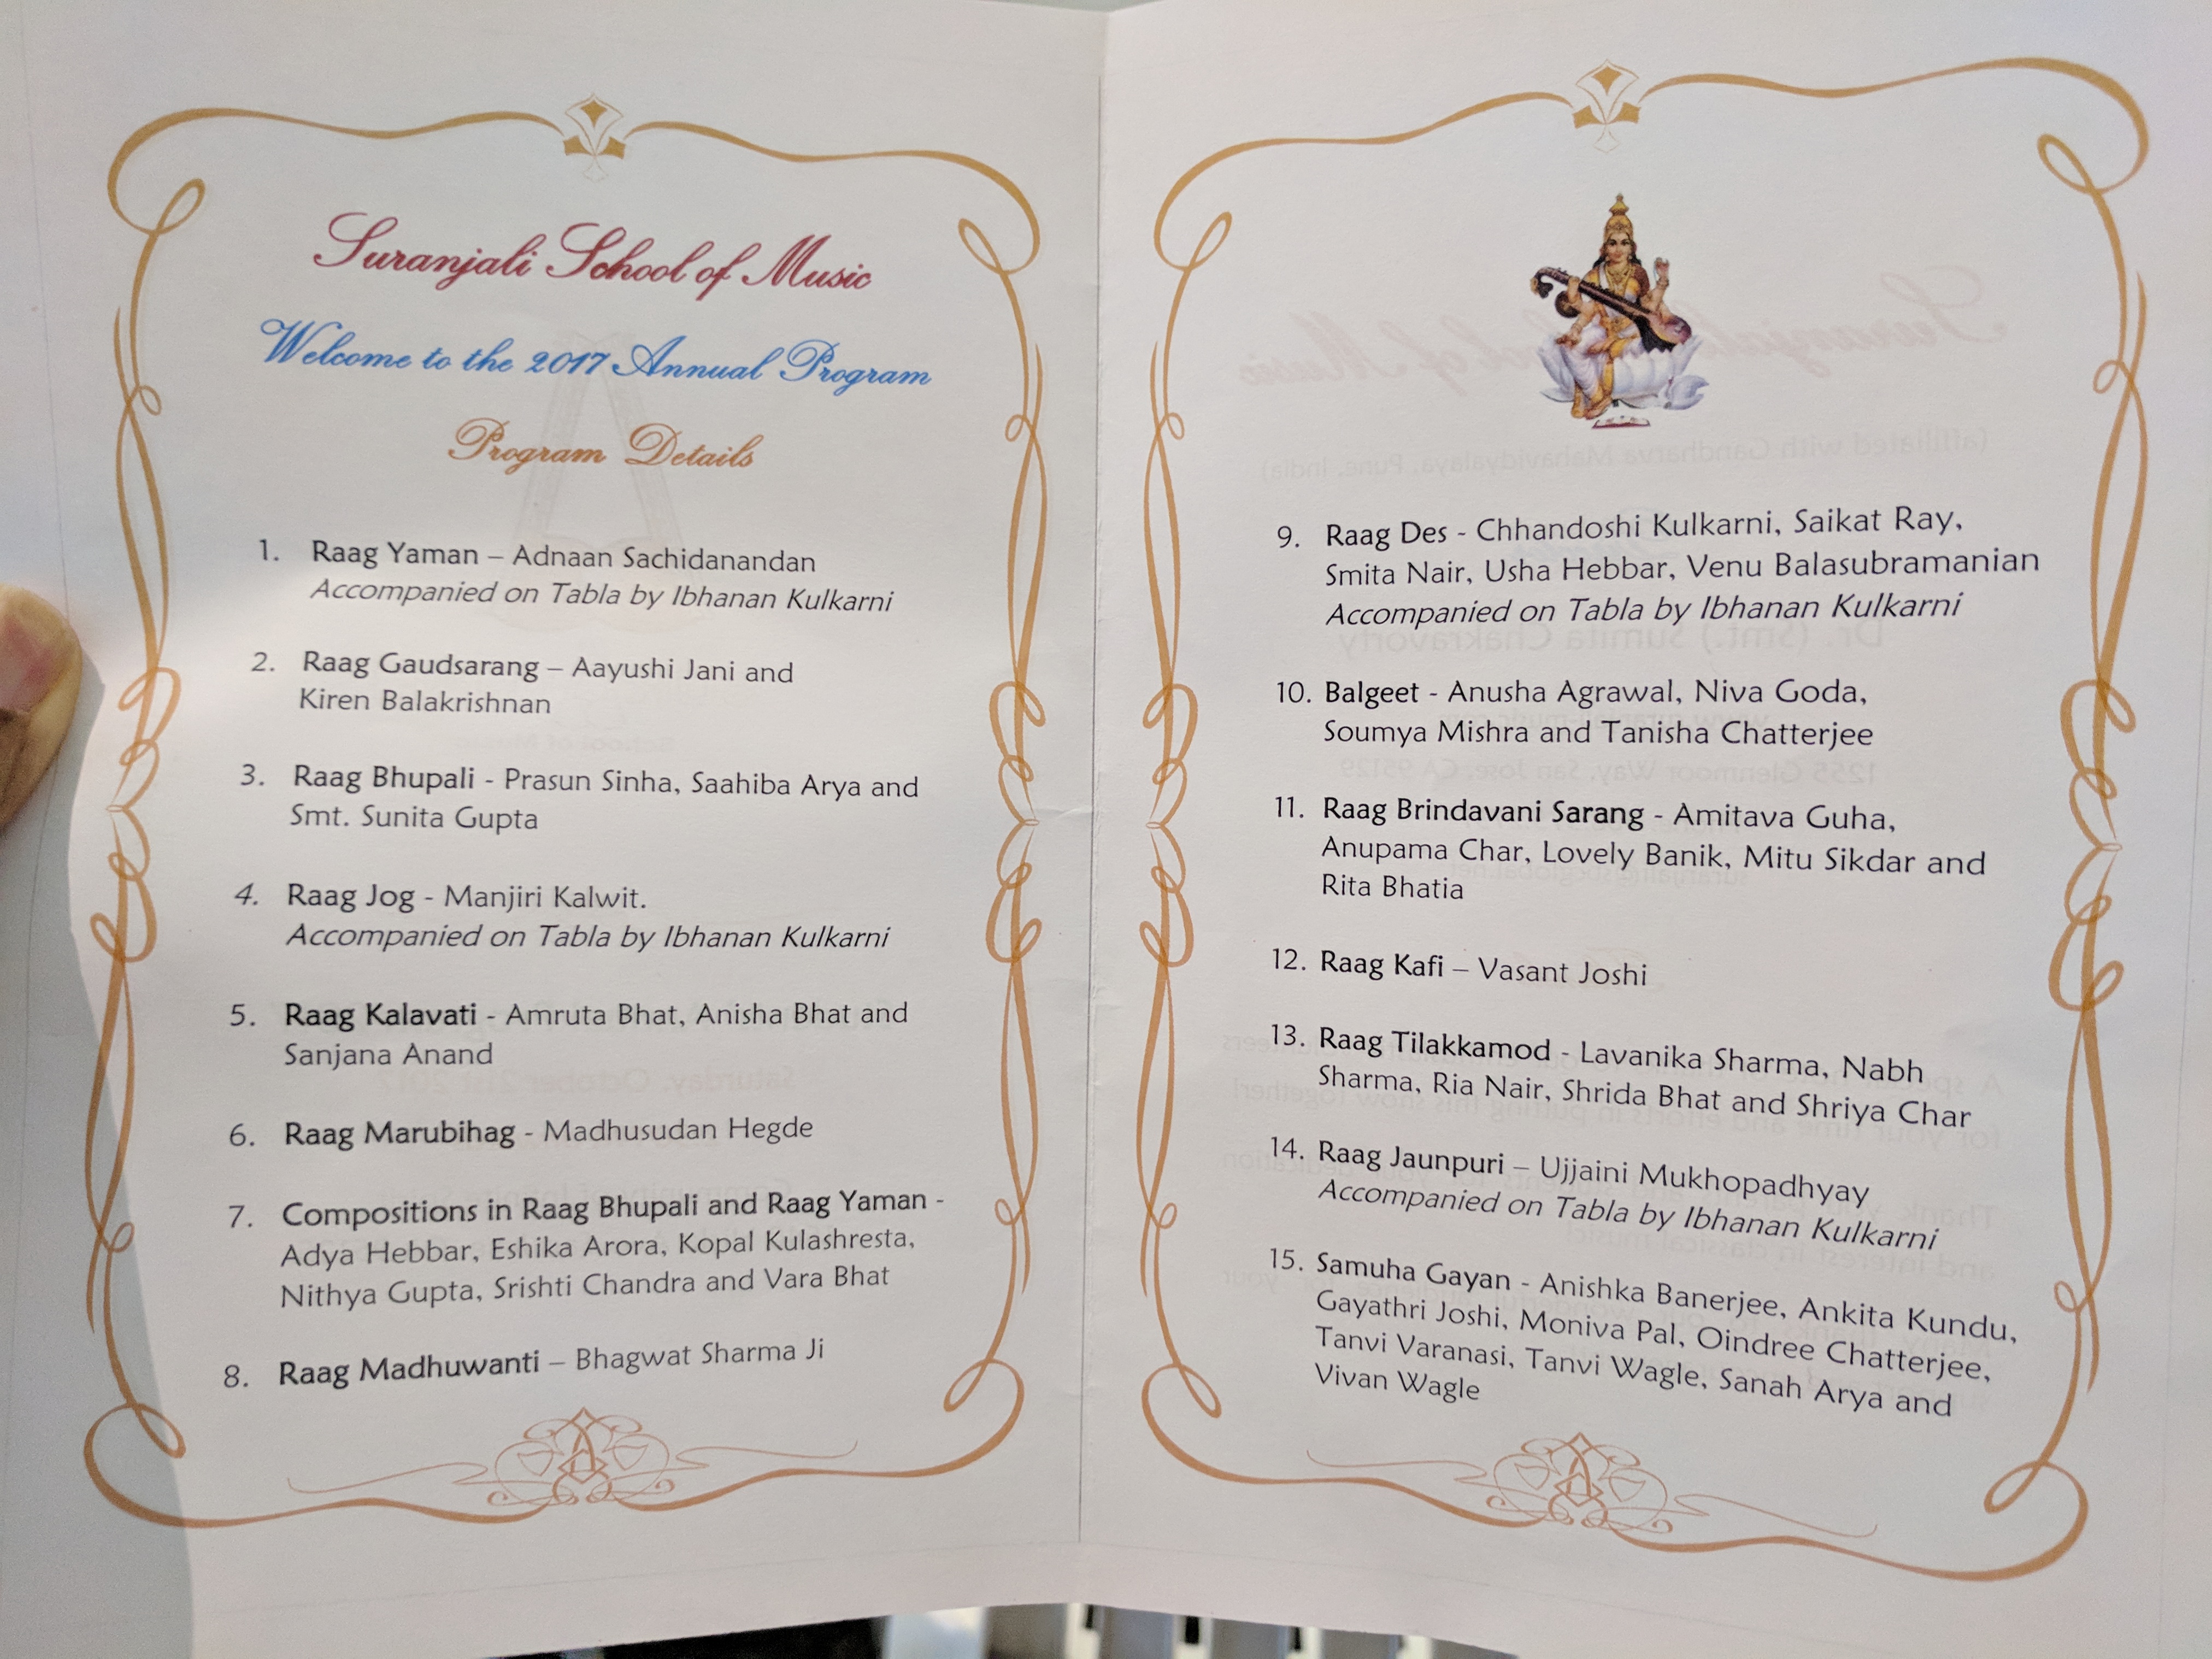 Suranjali School of Music
Welcome to the 2017 Annual Program
Program Details
1. Raag Yaman – Adnaan Sachidanandan
Accompanied on Tabla by Ibhanan Kulkarni
2. Raag Gaudsarang – Aayushi Jani and
Kiren Balakrishnan
3. Raag Bhupali - Prasun Sinha, Saahiba Arya and
Smt. Sunita Gupta
4. Raag Jog - Manjiri Kalwit.
Accompanied on Tabla by Ibhanan Kulkarni
5. Raag Kalavati - Amruta Bhat, Anisha Bhat and
Sanjana Anand
6. Raag Marubihag - Madhusudan Hegde
7. Compositions in Raag Bhupali and Raag Yaman -
Adya Hebbar, Eshika Arora, Kopal Kulashresta,
Nithya Gupta, Srishti Chandra and Vara Bhat
8. Raag Madhuwanti – Bhagwat Sharma Ji
9. Raag Des - Chhandoshi Kulkarni, Saikat Ray,
Smita Nair, Usha Hebbar, Venu Balasubramanian
Accompanied on Tabla by Ibhanan Kulkarni
10. Balgeet - Anusha Agrawal, Niva Goda,
Soumya Mishra and Tanisha Chatterjee
11. Raag Brindavani Sarang - Amitava Guha,
Anupama Char, Lovely Banik, Mitu Sikdar and
Rita Bhatia
12. Raag Kafi – Vasant Joshi
13. Raag Tilakkamod - Lavanika Sharma, Nabh
Sharma, Ria Nair, Shrida Bhat and Shriya Char
14. Raag Jaunpuri – Ujjaini Mukhopadhyay
Accompanied on Tabla by Ibhanan Kulkarni
15. Samuha Gayan - Anishka Banerjee, Ankita Kundu,
Gayathri Joshi, Moniva Pal, Oindree Chatterjee,
Tanvi Varanasi, Tanvi Wagle, Sanah Arya and
Vivan Wagle